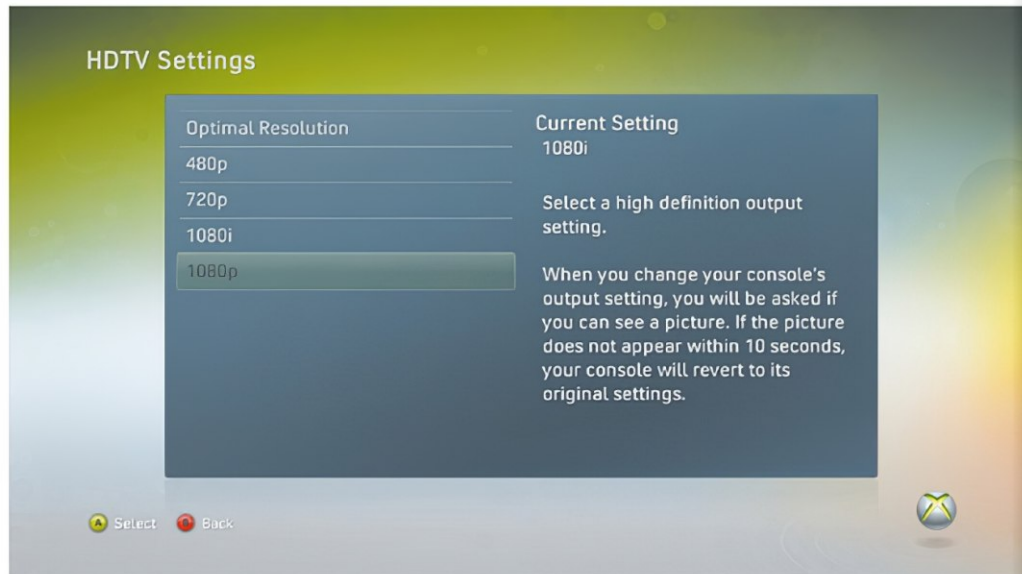 HDTV Settings
Optimal Resolution
480p
720p
1080i
1080p
Current Setting
1080i
Select a high definition output
setting.
When you change your console's
output setting, you will be asked if
you can see a picture. If the picture
does not appear within 10 seconds,
your console will revert to its
original settings.
A Select B Back